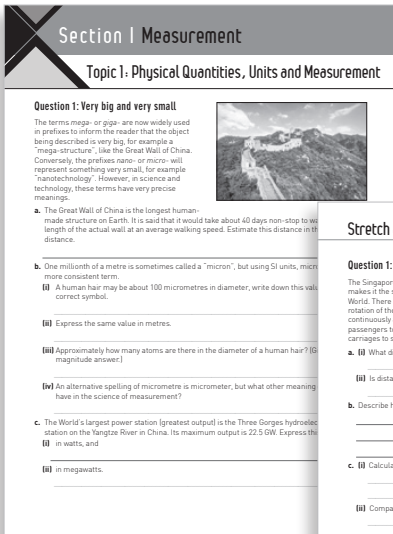 Section 1 Measurement
Topic 1: Physical Quantities, Units and Measurement
Question 1: Very big and very small
The terms mega- or giga- are now widely used
in prefixes to inform the reader that the object
being described is very big, for example a
"mega-structure", like the Great Wall of China.
Conversely, the prefixes nano- or micro- will
represent something very small, for example
"nanotechnology". However, in science and
technology, these terms have very precise
meanings.
a. The Great Wall of China is the longest human-
made structure on Earth. It is said that it would take about 40 days non-stop to
length of the actual wall at an average walking speed. Estimate this distance in
distance.
b. One millionth of a metre is sometimes called a "micron", but using SI units,
more consistent term.
(i) A human hair may be about 100 micrometres in diameter, write down this
correct symbol.
(ii) Express the same value in metres.
(iii) Approximately how many atoms are there in the diameter of a human hair?
magnitude answer.)
(iv) An alternative spelling of micrometre is micrometer, but what other meaning
have in the science of measurement?
c. The World's largest power station (greatest output) is the Three Gorges
station on the Yangtze River in China. Its maximum output is 22.5 GW. Express
(i) in watts, and
(ii) in megawatts.
Stretch
Question 1:
The Singapor
makes it the
World. There
rotation of the
continuously
passengers
carriages to
a. (i) What
(ii) Is
b. Describe
c. (i)
(ii)